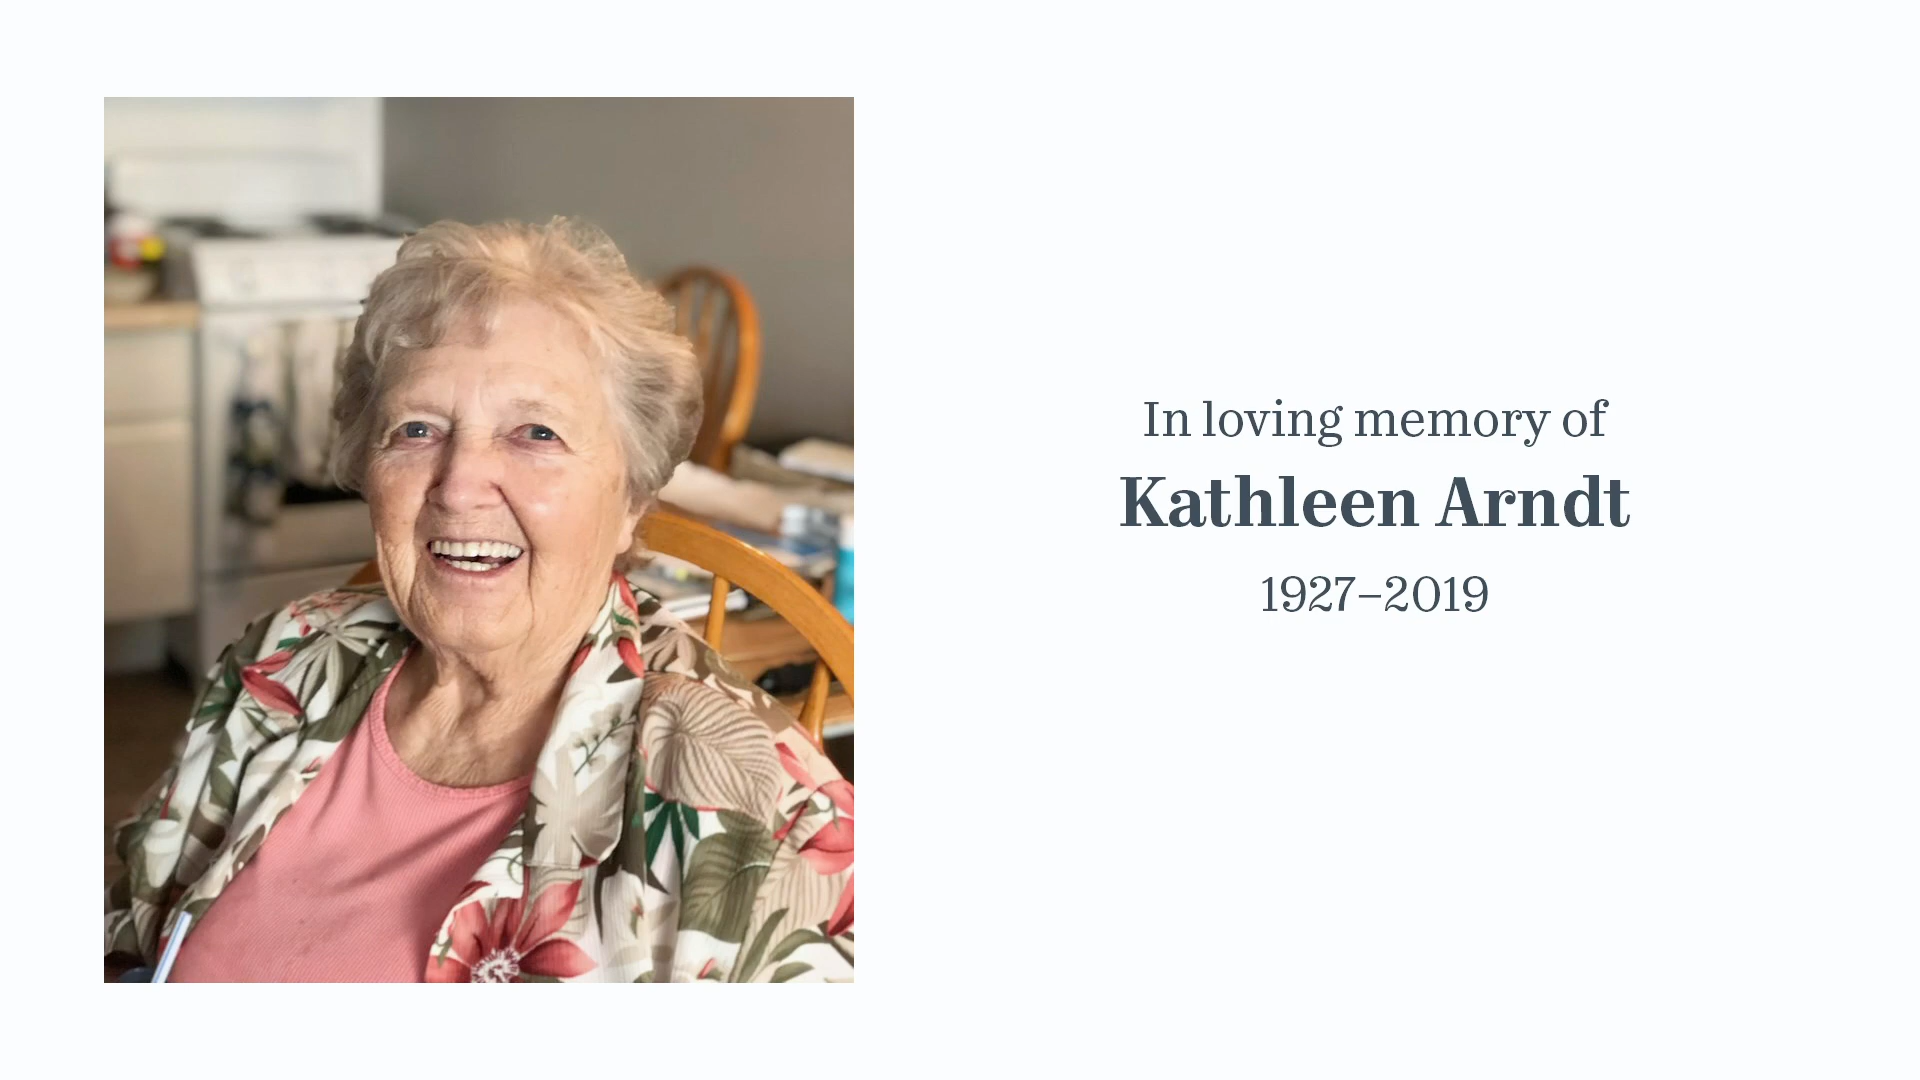 In loving memory of
Kathleen Arndt
1927–2019